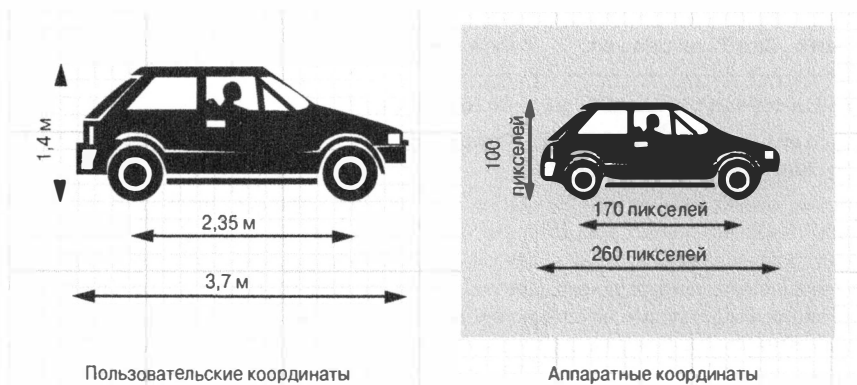 1,4 м
2,35 м
3,7 м
Пользовательские координаты
100
пикселей
170 пикселей
260 пикселей
Аппаратные координаты